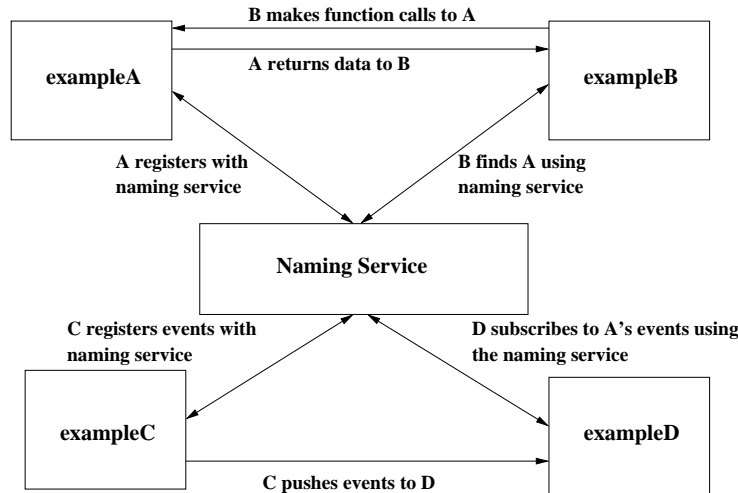 B makes function calls to A
exampleA
exampleB
A returns data to B
A registers with
naming service
B finds A using
naming service
Naming Service
C registers events with
naming service
D subscribes to A's events using
the naming service
exampleC
exampleD
C pushes events to D